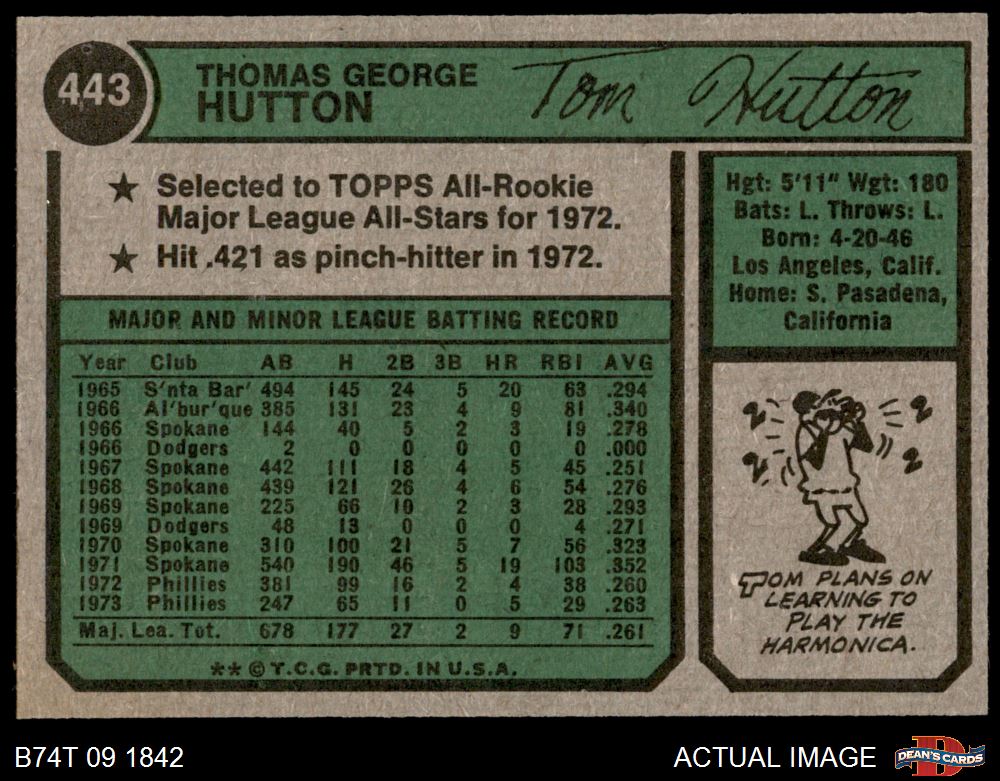 443
THOMAS GEORGE
HUTTON
Tom Hutton
★ Selected to TOPPS All-Rookie
Major League All-Stars for 1972.
★ Hit .421 as pinch-hitter in 1972.
Hgt: 5'11" Wgt: 180
Bats: L. Throws: L.
Born: 4-20-46
Los Angeles, Calif.
Home: S. Pasadena,
California
MAJOR AND MINOR LEAGUE BATTING RECORD
Year Club AB H 2B 3B HR RBI AVG
1965 S'nta Bar' 494 145 24 5 20 63 .294
1966 Al'bur'que 385 131 23 4 9 81 .340
1966 Spokane 144 40 5 2 3 19 .278
1966 Dodgers 2 0 0 0 0 0 .000
1967 Spokane 442 111 18 4 5 45 .251
1968 Spokane 439 121 26 4 6 54 .276
1969 Spokane 225 66 10 2 3 28 .293
1969 Dodgers 48 13 0 0 0 4 .271
1970 Spokane 310 100 21 5 7 56 .323
1971 Spokane 540 190 46 5 19 103 .352
1972 Phillies 381 99 16 2 4 38 .260
1973 Phillies 247 65 11 0 5 29 .263
Maj. Lea. Tot. 678 177 27 2 9 71 .261
** © T.C.G. PRTD. IN U.S.A.
TOM PLANS ON
LEARNING TO
PLAY THE
HARMONICA.
B74T 09 1842
ACTUAL IMAGE
D
DEAN'S CARDS